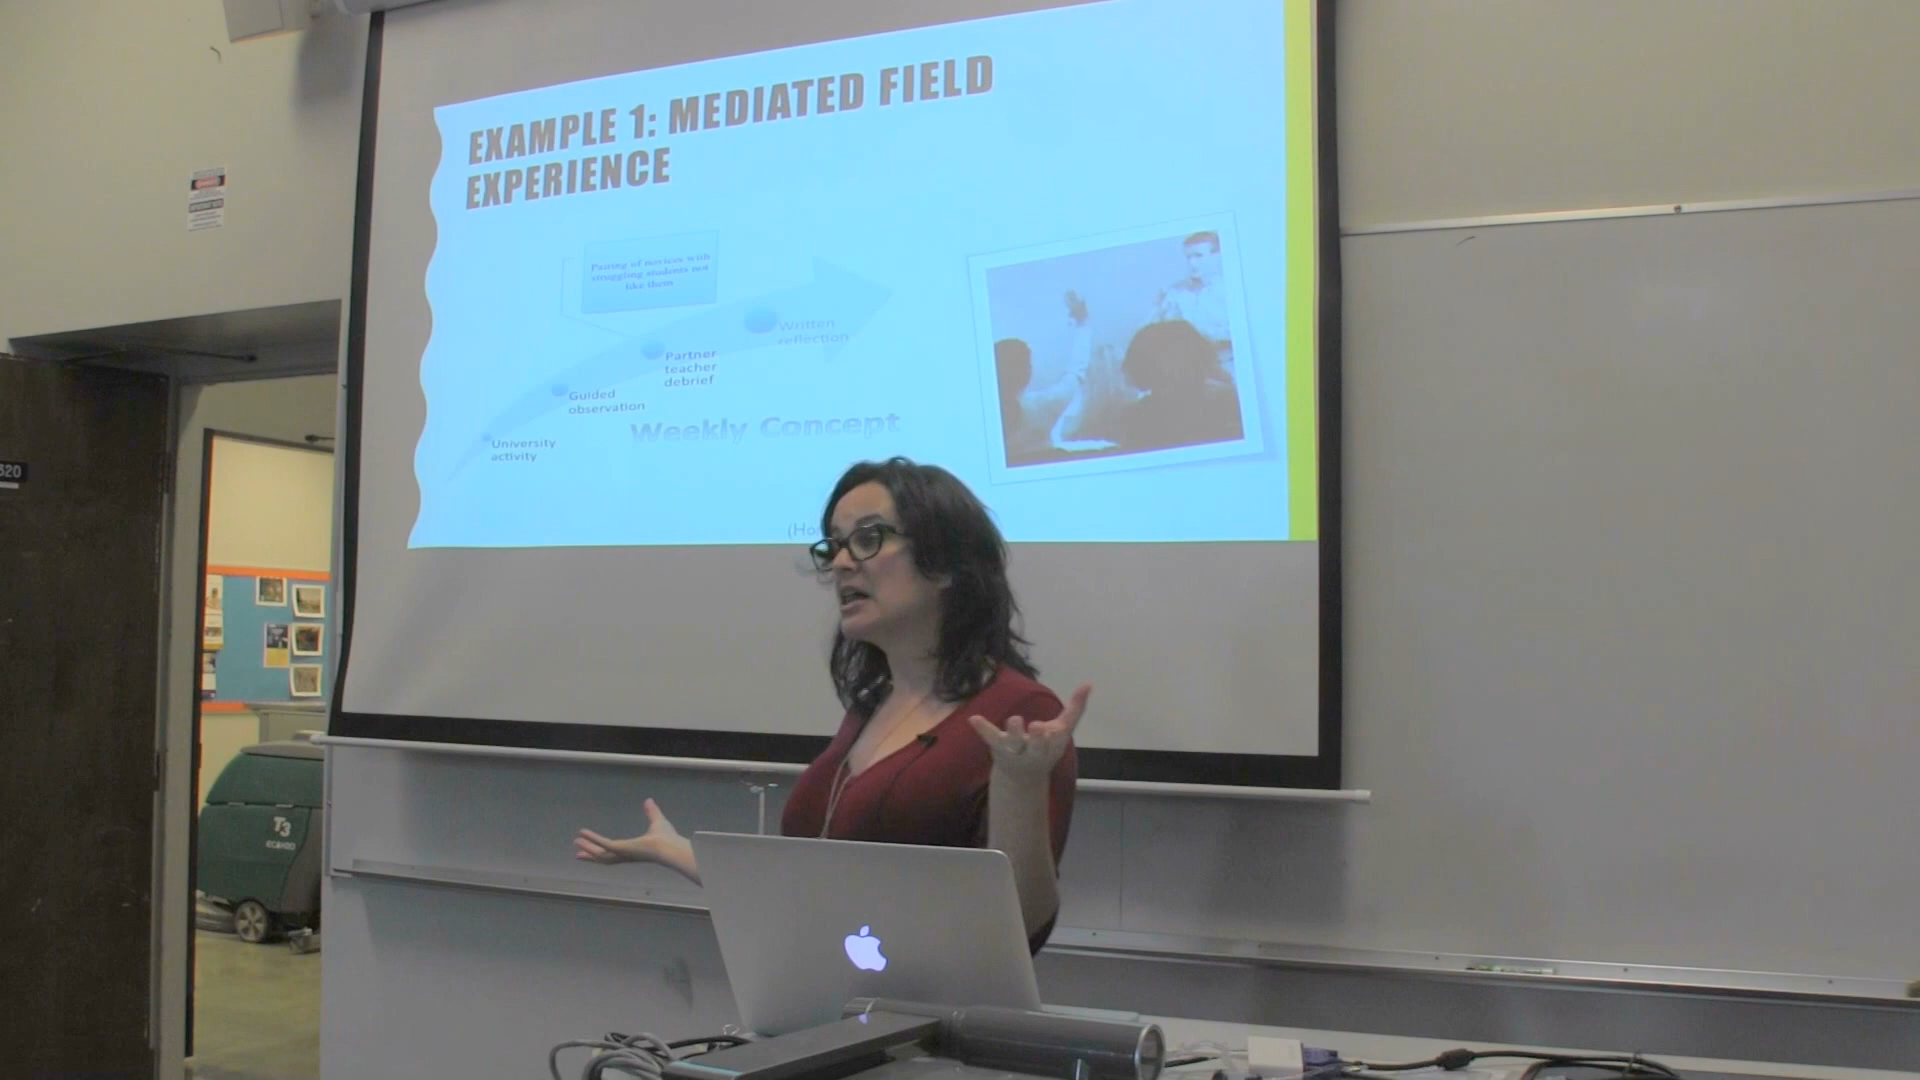 EXAMPLE 1: MEDIATED FIELD
EXPERIENCE
Pairing of novices with
struggling students not
like them
Written
reflection
Partner
teacher
debrief
Guided
observation
Weekly Concept
University
activity
(Ho
320
T3